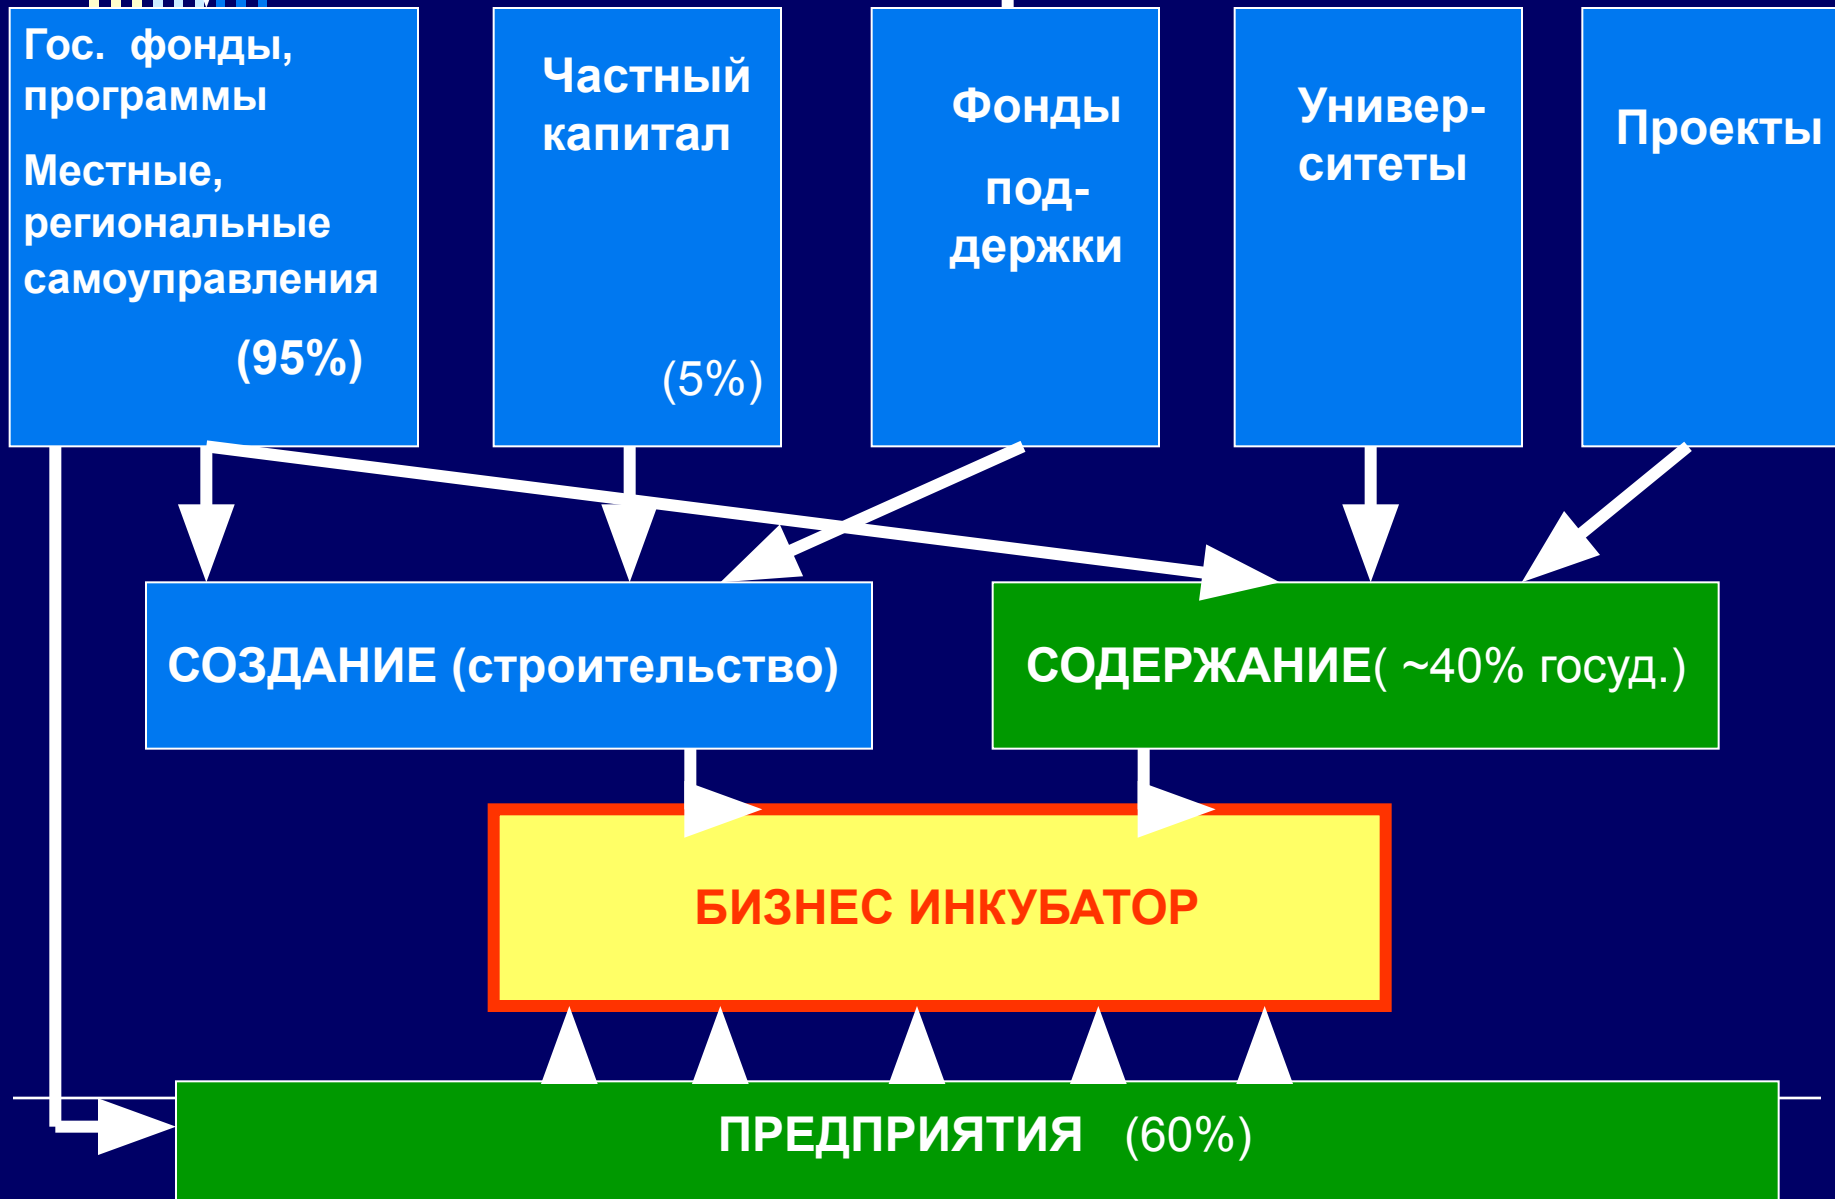 Гос. фонды,
программы
Местные,
региональные
самоуправления
(95%)
Частный
капитал
(5%)
Фонды
под-
держки
Универ-
ситеты
Проекты
СОЗДАНИЕ (строительство)
СОДЕРЖАНИЕ( ~40% госуд.)
БИЗНЕС ИНКУБАТОР
ПРЕДПРИЯТИЯ (60%)